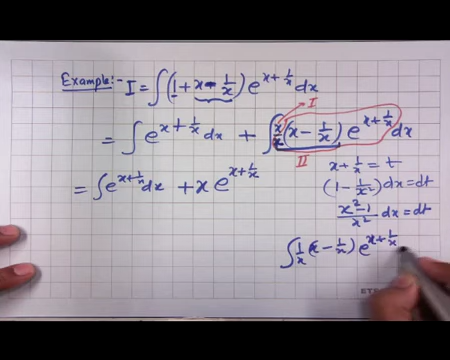 Example:- I = ∫(1 + x - 1/x) e^(x + 1/x) dx
= ∫ e^(x + 1/x) dx + ∫ x/x (x - 1/x) e^(x + 1/x) dx
I
II
x + 1/x = t
= ∫ e^(x + 1/x) dx + x e^(x + 1/x)
(1 - 1/x²) dx = dt
x² - 1/x² dx = dt
∫ 1/x (x - 1/x) e^(x + 1/x)